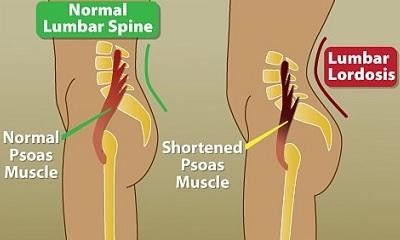 Normal
Lumbar Spine
Lumbar
Lordosis
Normal
Psoas
Muscle
Shortened
Psoas
Muscle